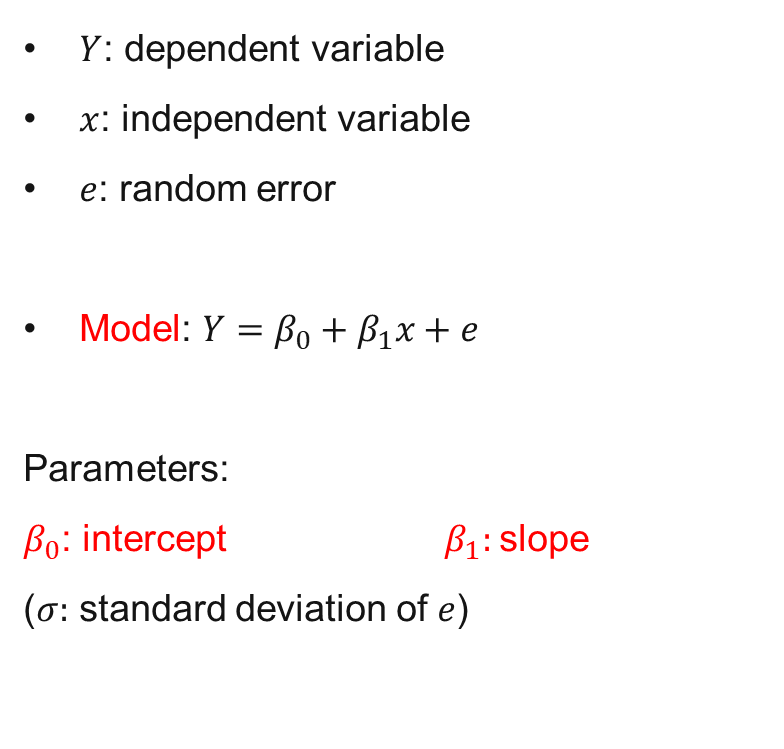 • Y: dependent variable
• x: independent variable
• e: random error
• Model: Y = β₀ + β₁x + e
Parameters:
β₀: intercept β₁: slope
(σ: standard deviation of e)